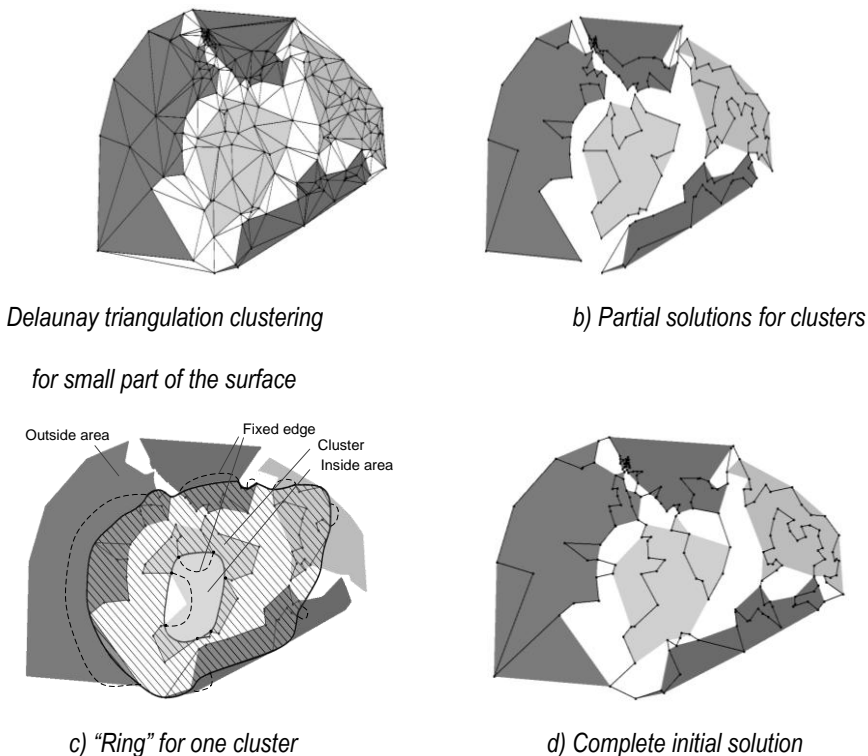 Delaunay triangulation clustering
b) Partial solutions for clusters
for small part of the surface
Outside area
Fixed edge
Cluster
Inside area
c) “Ring” for one cluster
d) Complete initial solution